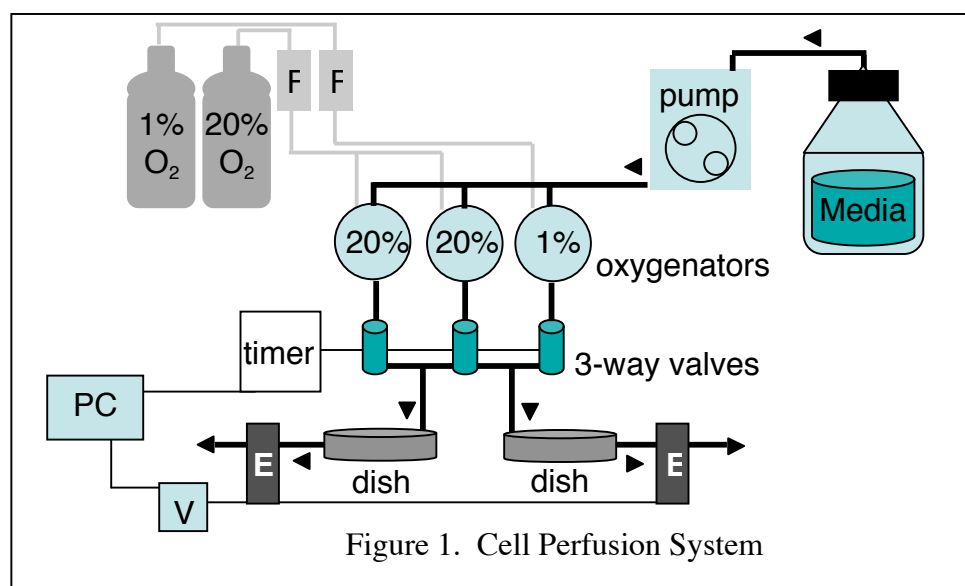 F F
1% 20%
O₂ O₂
pump
Media
20% 20% 1%
oxygenators
timer
3-way valves
PC
E E
dish dish
V
Figure 1. Cell Perfusion System